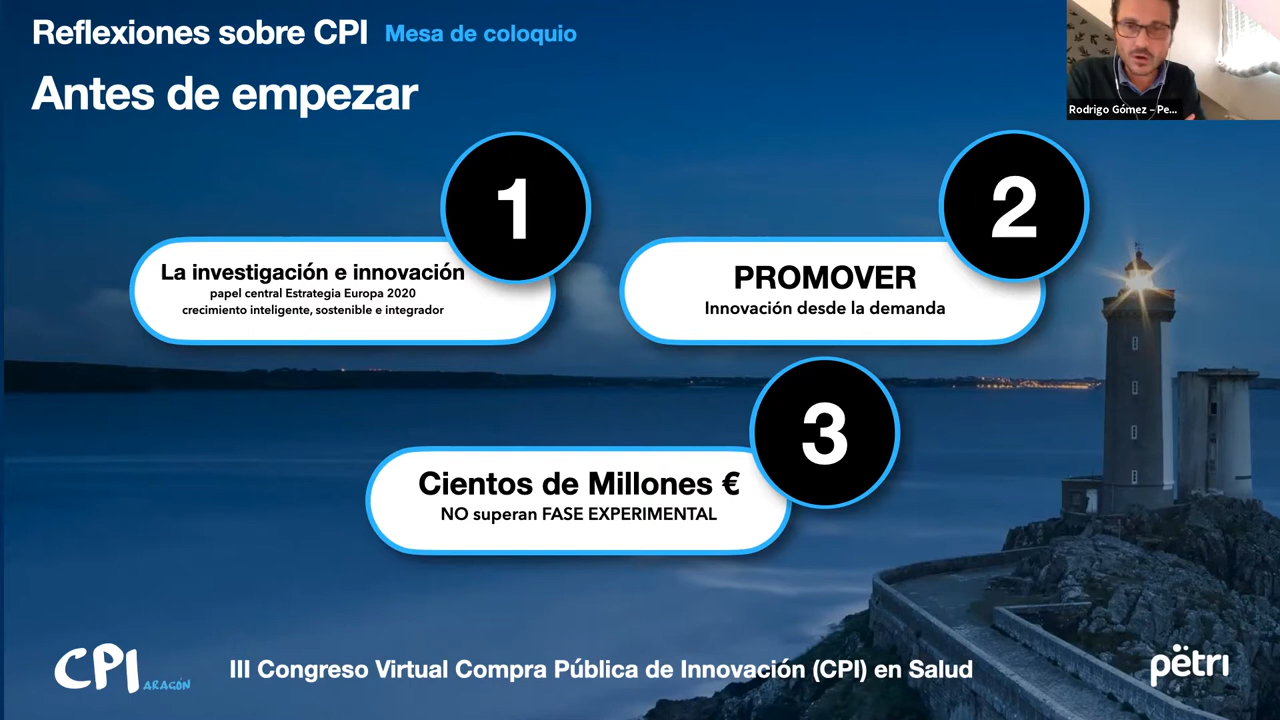 Reflexiones sobre CPI Mesa de coloquio
Antes de empezar
Rodrigo Gómez – Pe...
1
La investigación e innovación
papel central Estrategia Europa 2020
crecimiento inteligente, sostenible e integrador
2
PROMOVER
Innovación desde la demanda
3
Cientos de Millones €
NO superan FASE EXPERIMENTAL
CPI ARAGÓN
III Congreso Virtual Compra Pública de Innovación (CPI) en Salud
pëtri